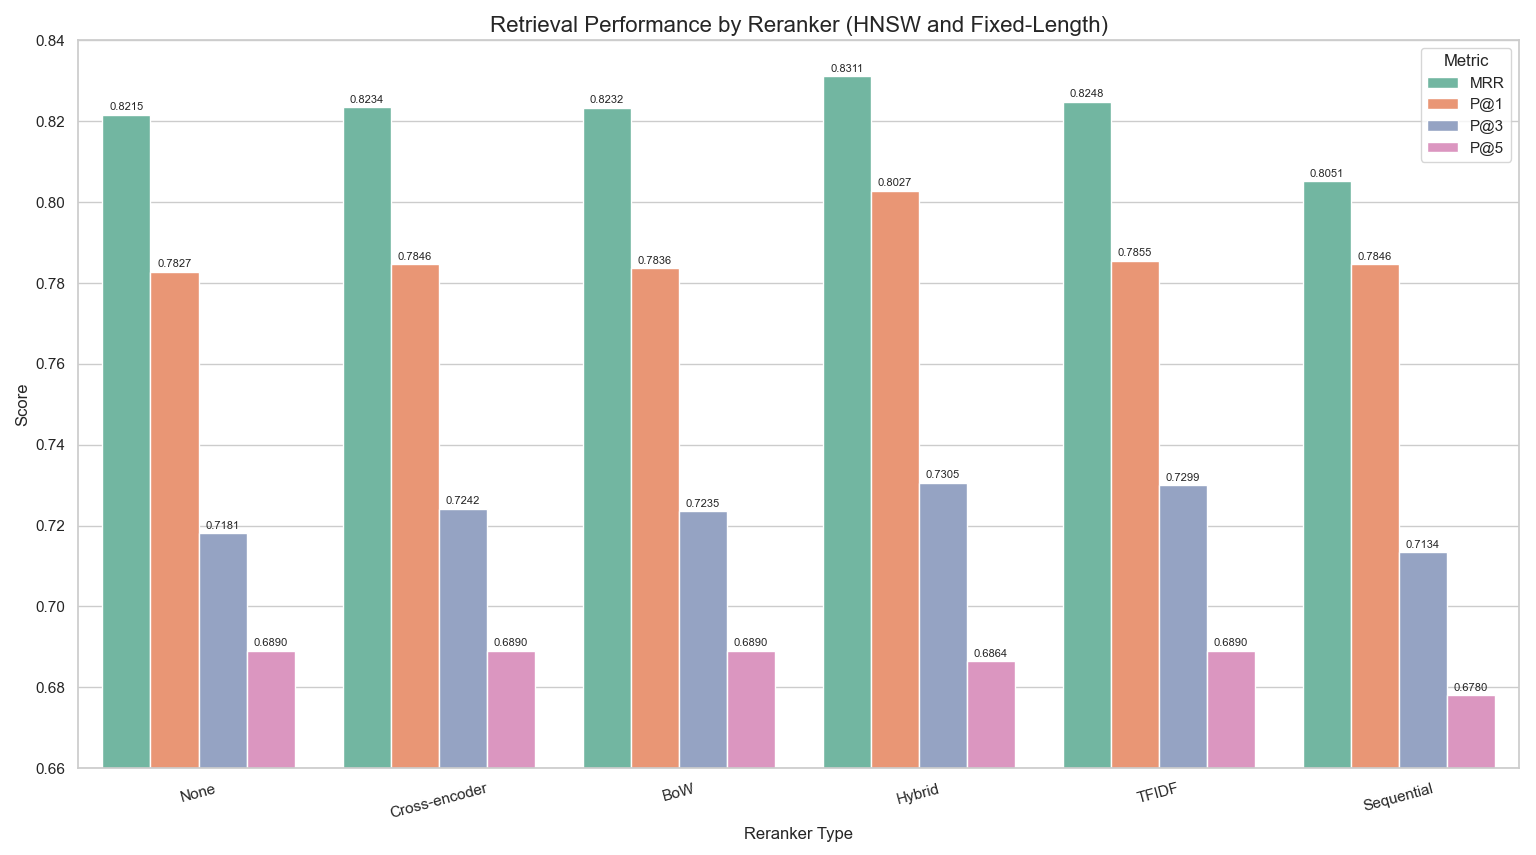 Retrieval Performance by Reranker (HNSW and Fixed-Length)
Score
0.84
0.82
0.80
0.78
0.76
0.74
0.72
0.70
0.68
0.66
0.8215
0.7827
0.7181
0.6890
0.8234
0.7846
0.7242
0.6890
0.8232
0.7836
0.7235
0.6890
0.8311
0.8027
0.7305
0.6864
0.8248
0.7855
0.7299
0.6890
0.8051
0.7846
0.7134
0.6780
Metric
MRR
P@1
P@3
P@5
None
Cross-encoder
BoW
Hybrid
TFIDF
Sequential
Reranker Type